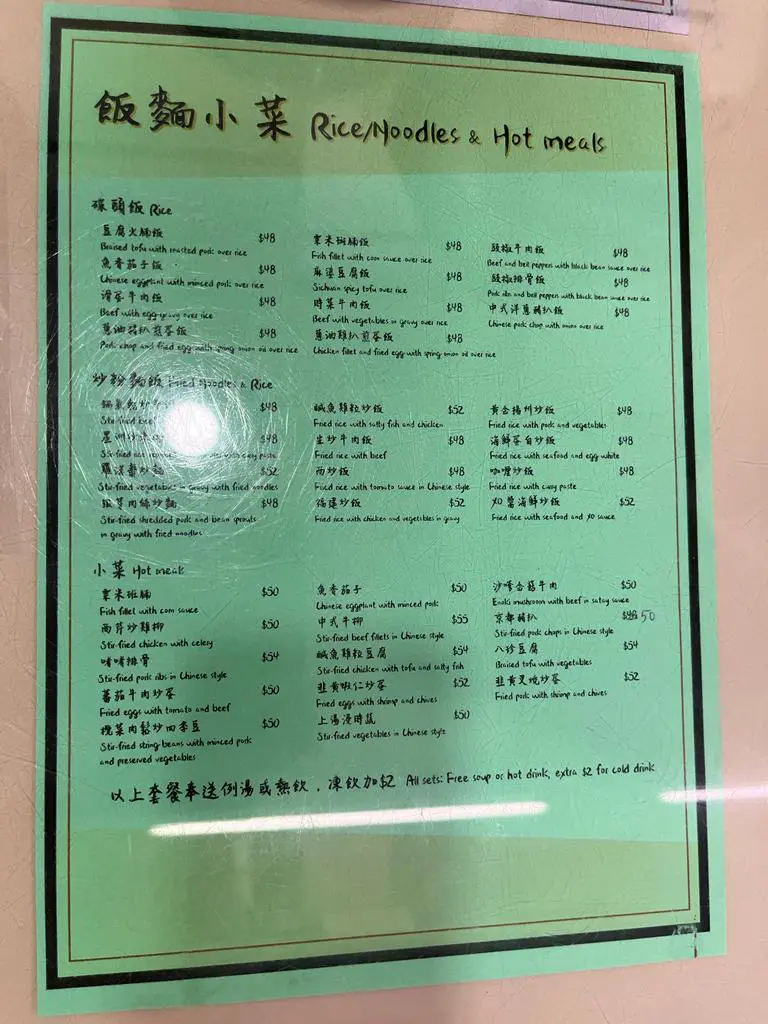 飯麵小菜 Rice/Noodles & Hot meals
碟頭飯 Rice
豆腐火腩飯 $48
Braised tofu with roasted pork over rice
魚香茄子飯 $48
Chinese eggplant with minced pork over rice
滑蛋牛肉飯 $48
Beef with egg gravy over rice
蔥油豬扒煎蛋飯 $48
Pork chop and fried egg with spring onion oil over rice
粟米斑腩飯 $48
Fish fillet with corn sauce over rice
麻婆豆腐飯 $48
Sichuan spicy tofu over rice
時菜牛肉飯 $48
Beef with vegetables in gravy over rice
蔥油雞扒煎蛋飯 $48
Chicken fillet and fried egg with spring onion oil over rice
豉椒牛肉飯 $48
Beef and bell peppers with black bean sauce over rice
豉椒排骨飯 $48
Pork ribs and bell peppers with black bean sauce over rice
中式洋蔥豬扒飯 $48
Chinese pork chop with onion over rice
炒粉麵飯 Fried Noodles & Rice
$48
Stir-fried
星洲炒米 $48
Stir-fried rice with curry paste
羅漢齋炒麵 $52
Stir-fried vegetables in gravy with fried noodles
銀芽肉絲炒麵 $48
Stir-fried shredded pork and bean sprouts
in gravy with fried noodles
鹹魚雞粒炒飯 $52
Fried rice with salty fish and chicken
生炒牛肉飯 $48
Fried rice with beef
西炒飯 $48
Fried rice with tomato sauce in Chinese style
福建炒飯 $52
Fried rice with chicken and vegetables in gravy
黃金揚州炒飯 $48
Fried rice with pork and vegetables
海鮮蛋白炒飯 $48
Fried rice with seafood and egg white
咖喱炒飯 $48
Fried rice with curry paste
XO醬海鮮炒飯 $52
Fried rice with seafood and XO sauce
小菜 Hot meals
粟米斑腩 $50
Fish fillet with corn sauce
西芹炒雞柳 $50
Stir-fried chicken with celery
啫啫排骨 $54
Stir-fried pork ribs in Chinese style
蕃茄牛肉炒蛋 $50
Fried eggs with tomato and beef
欖菜肉鬆炒四季豆 $50
Stir-fried string beans with minced pork
and preserved vegetables
魚香茄子 $50
Chinese eggplant with minced pork
中式牛柳 $55
Stir-fried beef fillets in Chinese style
鹹魚雞粒豆腐 $54
Stir-fried chicken with tofu and salty fish
韭黃蝦仁炒蛋 $52
Fried eggs with shrimp and chives
上湯浸時蔬 $50
Stir-fried vegetables in Chinese style
沙嗲金菇牛肉 $50
Enoki mushroom with beef in satay sauce
京都豬扒 $48 50
Stir-fried pork chops in Chinese style
八珍豆腐 $54
Braised tofu with vegetables
韭黃叉燒炒蛋 $52
Fried pork with shrimp and chives
以上套餐奉送例湯或熱飲，凍飲加$2 All sets: Free soup or hot drink, extra $2 for cold drink